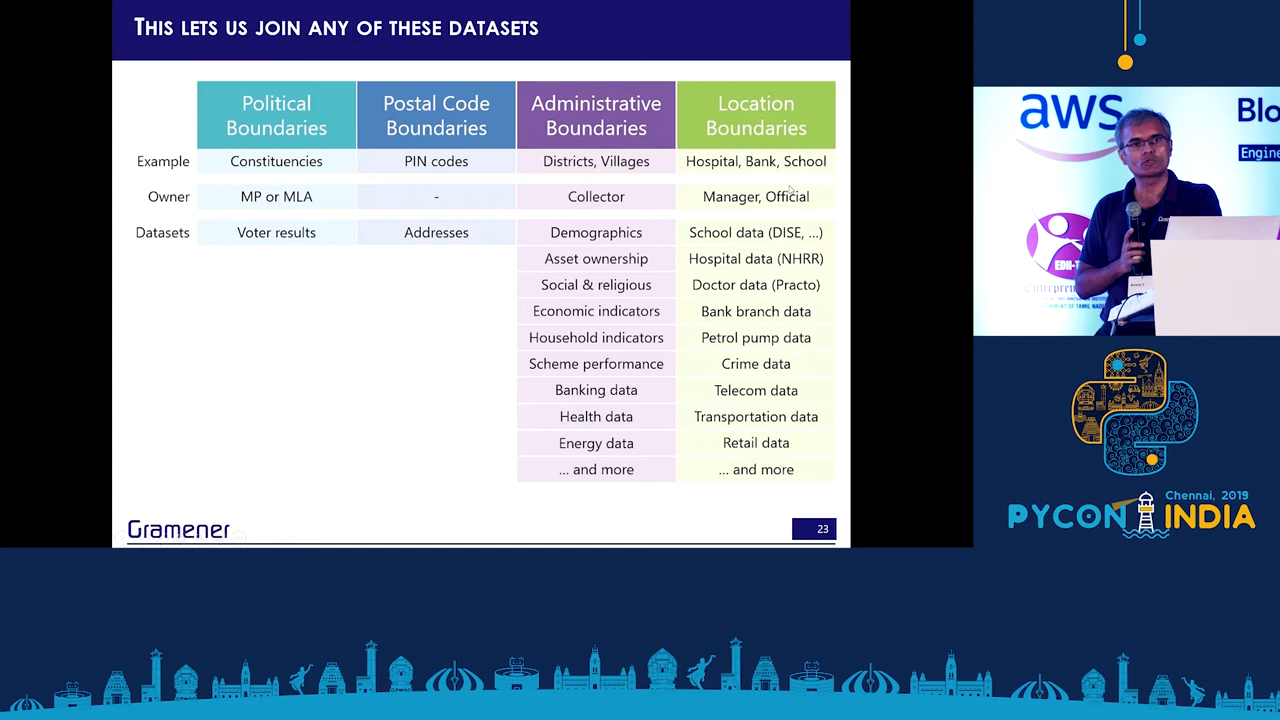 THIS LETS US JOIN ANY OF THESE DATASETS
Political Boundaries
Postal Code Boundaries
Administrative Boundaries
Location Boundaries
Example Constituencies PIN codes Districts, Villages Hospital, Bank, School
Owner MP or MLA - Collector Manager, Official
Datasets Voter results Addresses Demographics School data (DISE, ...)
Asset ownership Hospital data (NHRR)
Social & religious Doctor data (Practo)
Economic indicators Bank branch data
Household indicators Petrol pump data
Scheme performance Crime data
Banking data Telecom data
Health data Transportation data
Energy data Retail data
... and more ... and more
Gramener
23
aws
Blo
Engine
Chennai, 2019
PYCON INDIA